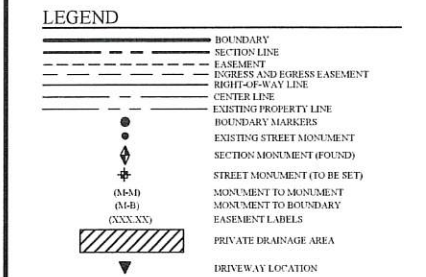 LEGEND
BOUNDARY
SECTION LINE
EASEMENT
INGRESS AND EGRESS EASEMENT
RIGHT-OF-WAY LINE
CENTER LINE
EXISTING PROPERTY LINE
BOUNDARY MARKERS
EXISTING STREET MONUMENT
SECTION MONUMENT (FOUND)
STREET MONUMENT (TO BE SET)
(M-M) MONUMENT TO MONUMENT
(M-B) MONUMENT TO BOUNDARY
(XXX.XX) EASEMENT LABELS
PRIVATE DRAINAGE AREA
DRIVEWAY LOCATION